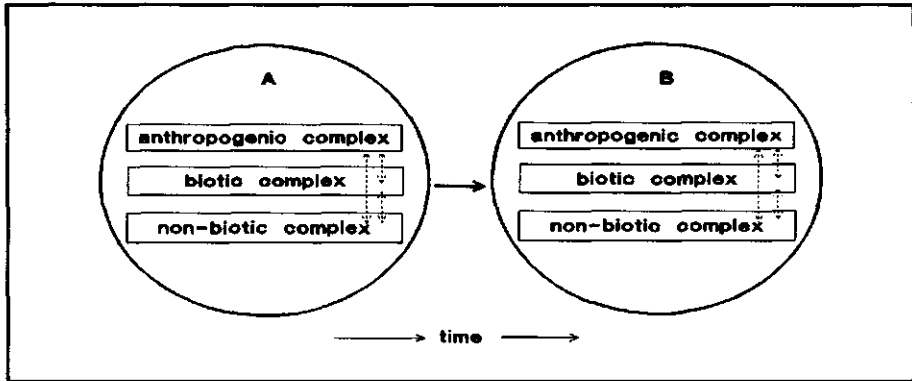 A
anthropogenic complex
biotic complex
non-biotic complex
B
anthropogenic complex
biotic complex
non-biotic complex
time